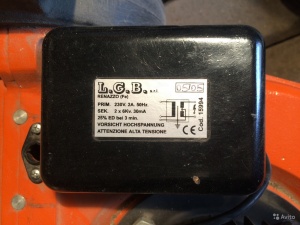 L.G.B. s.r.l.
RENAZZO (Fe)
PRIM. 230V. 2A. 50Hz
SEK. 2 x 6Kv. 30mA
25% ED bei 3 min.
VORSICHT HOCHSPANNUNG
ATTENZIONE ALTA TENSIONE
Cod. 15994
Avito